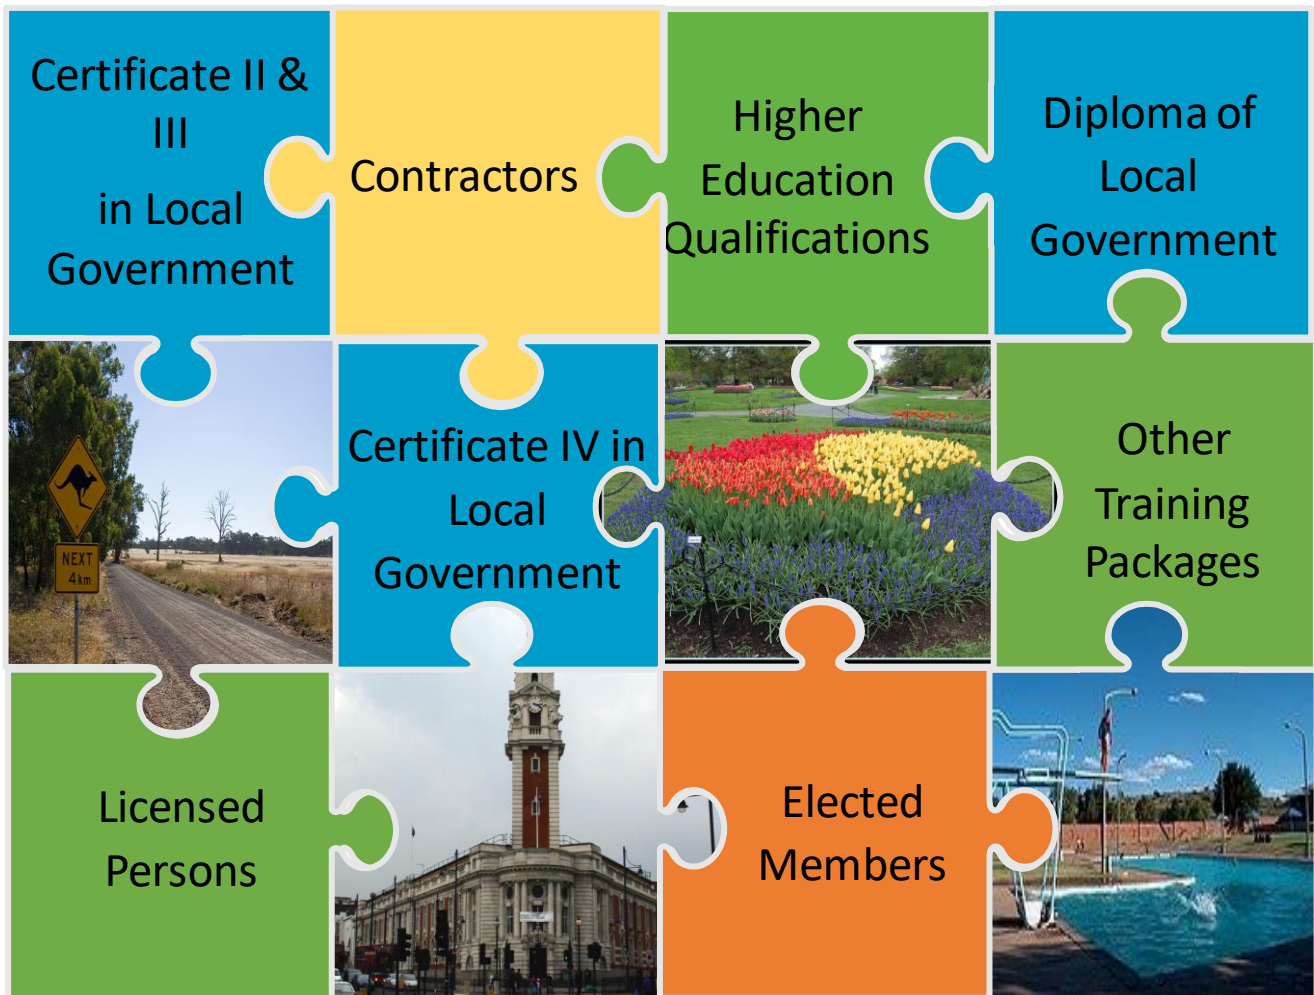 Certificate II &
III
in Local
Government
Contractors
Higher
Education
Qualifications
Diploma of
Local
Government
NEXT
4km
Certificate IV in
Local
Government
Other
Training
Packages
Licensed
Persons
Elected
Members